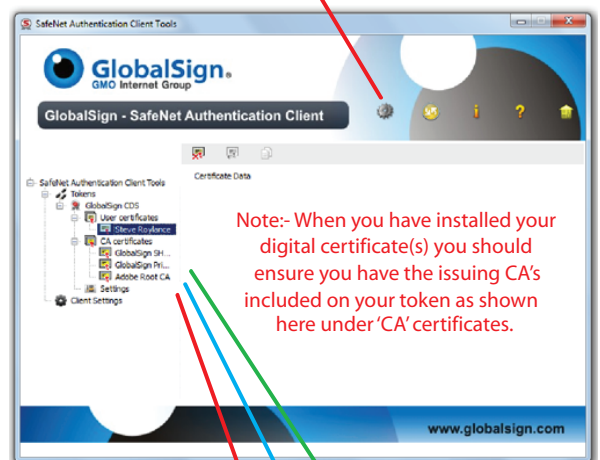 SafeNet Authentication Client Tools
GlobalSign®
GMO Internet Group
GlobalSign - SafeNet Authentication Client
i
?
Certificate Data
SafeNet Authentication Client Tools
Tokens
GlobalSign CDS
User certificates
Steve Roylance
CA certificates
GlobalSign SH...
GlobalSign Pri...
Adobe Root CA
Settings
Client Settings
Note:- When you have installed your
digital certificate(s) you should
ensure you have the issuing CA's
included on your token as shown
here under 'CA' certificates.
www.globalsign.com